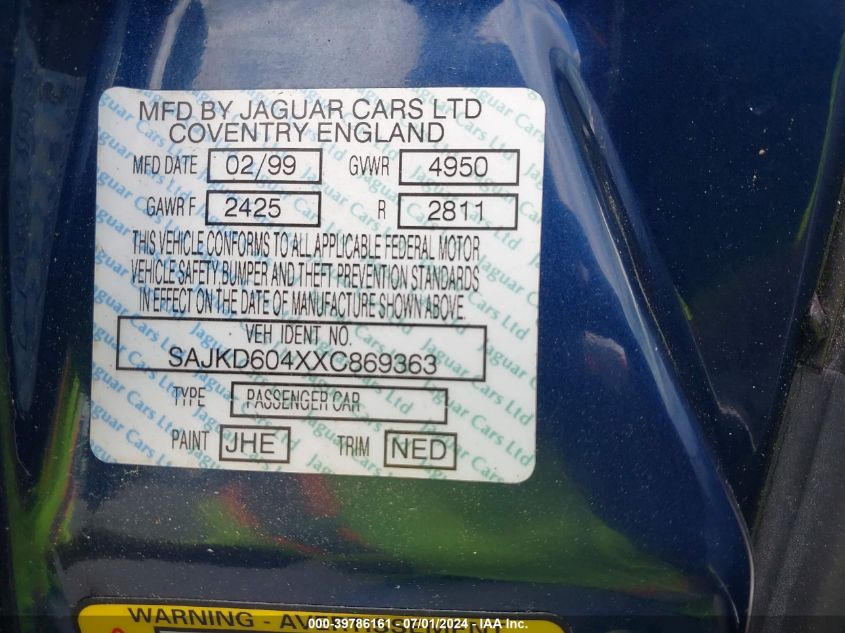 MFD BY JAGUAR CARS LTD
COVENTRY ENGLAND
MFD DATE 02/99 GVWR 4950
GAWR F 2425 R 2811
THIS VEHICLE CONFORMS TO ALL APPLICABLE FEDERAL MOTOR
VEHICLE SAFETY BUMPER AND THEFT PREVENTION STANDARDS
IN EFFECT ON THE DATE OF MANUFACTURE SHOWN ABOVE.
VEH IDENT NO.
SAJKD604XXC869363
TYPE PASSENGER CAR
PAINT JHE TRIM NED
WARNING - AVERTISSEMENT
000-39786161 - 07/01/2024 - IAA Inc.